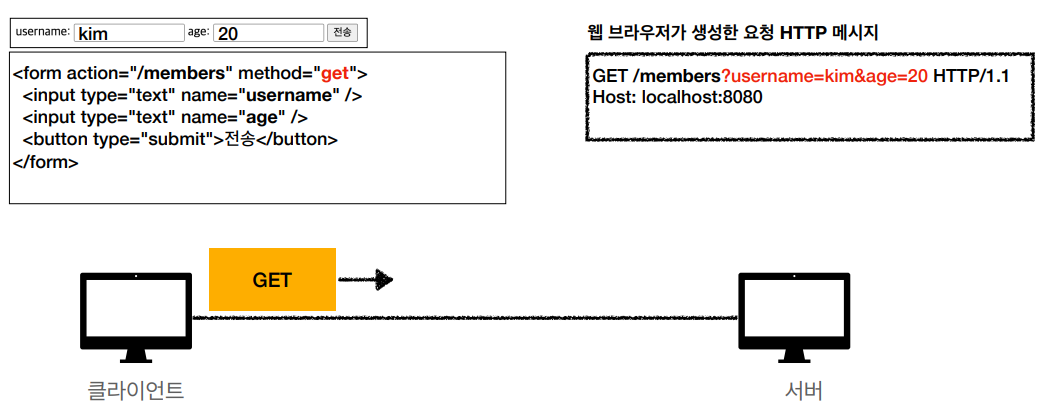 username: kim age: 20 전송
<form action="/members" method="get">
<input type="text" name="username" />
<input type="text" name="age" />
<button type="submit">전송</button>
</form>
웹 브라우저가 생성한 요청 HTTP 메시지
GET /members?username=kim&age=20 HTTP/1.1
Host: localhost:8080
GET
클라이언트
서버